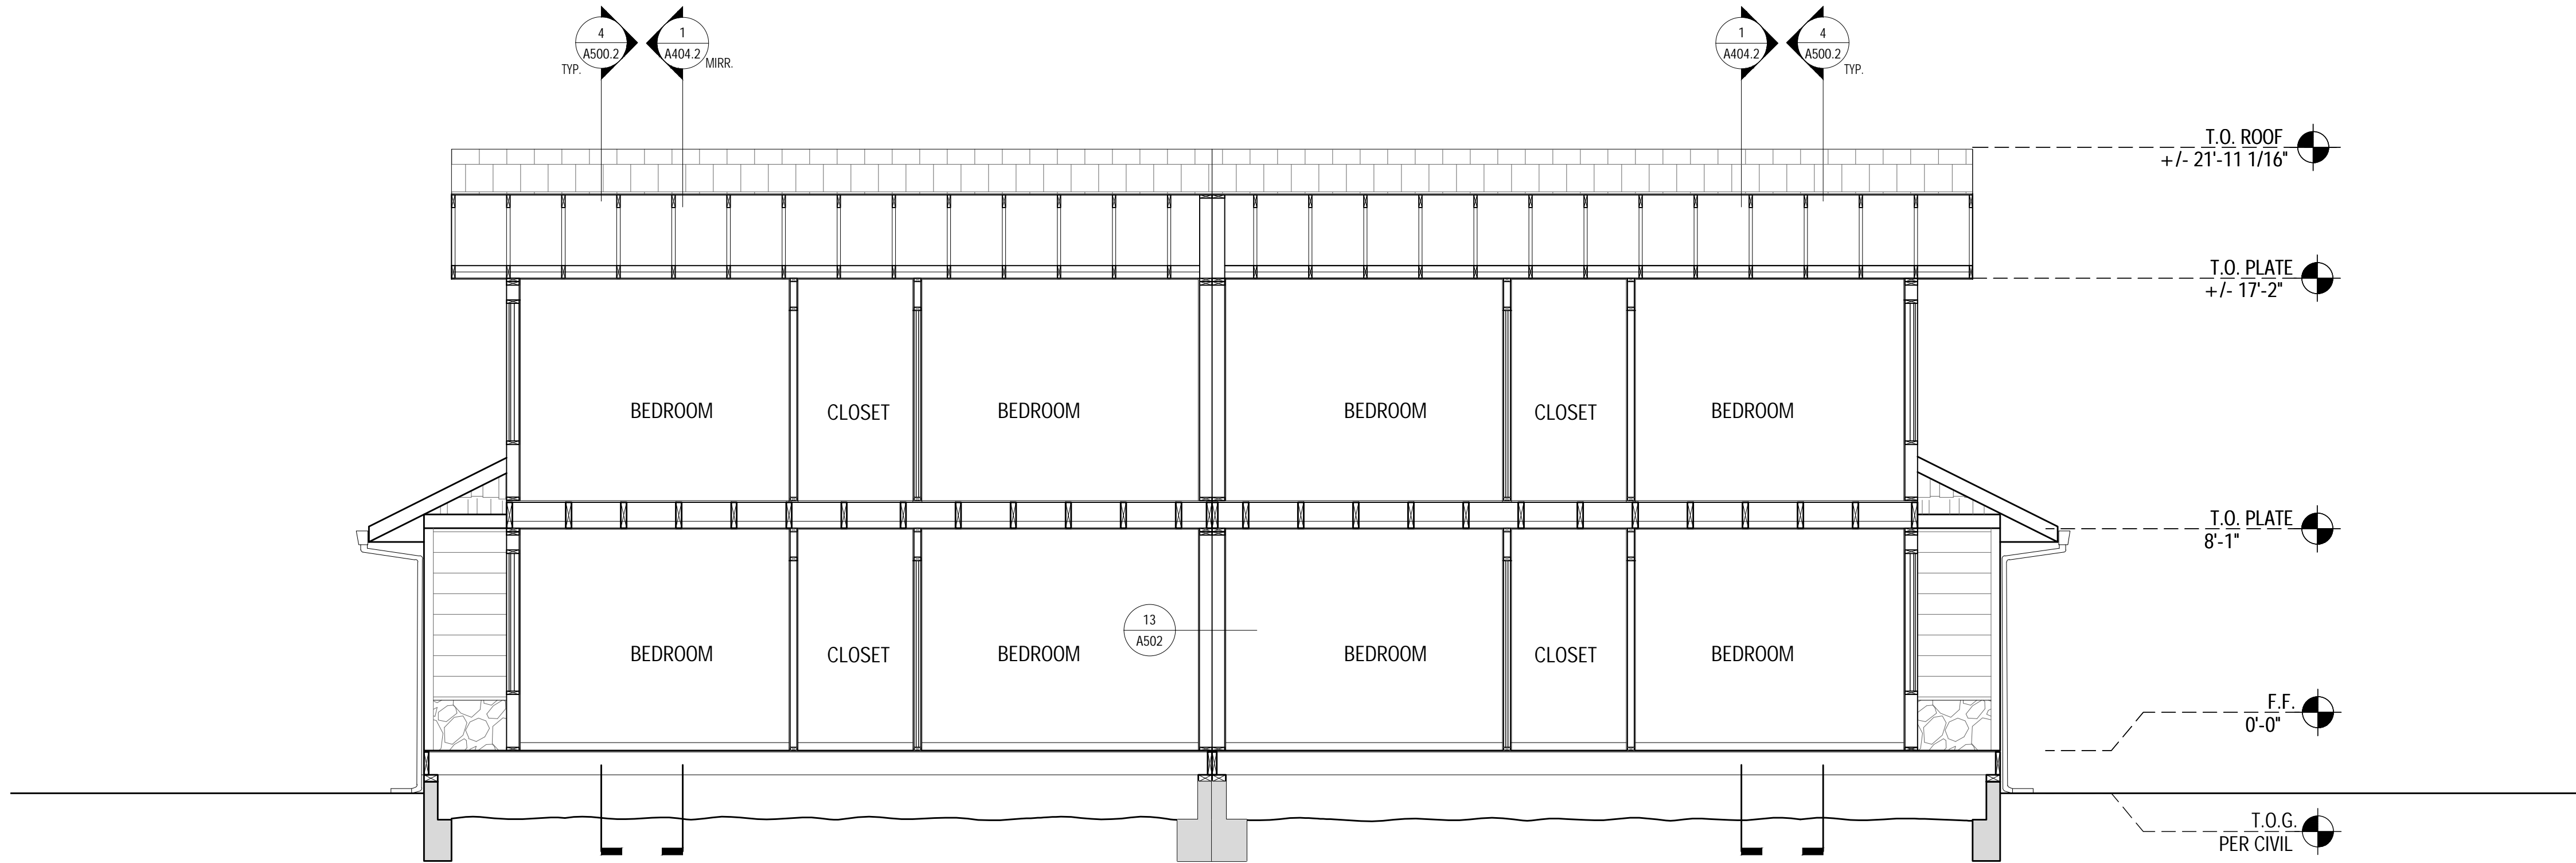 4
A500.2
TYP.
1
A404.2
MIRR.
1
A404.2
4
A500.2
TYP.
T.O. ROOF
+/- 21'-11 1/16"
T.O. PLATE
+/- 17'-2"
BEDROOM
CLOSET
BEDROOM
BEDROOM
CLOSET
BEDROOM
T.O. PLATE
8'-1"
13
A502
BEDROOM
CLOSET
BEDROOM
BEDROOM
CLOSET
BEDROOM
F.F.
0'-0"
T.O.G.
PER CIVIL